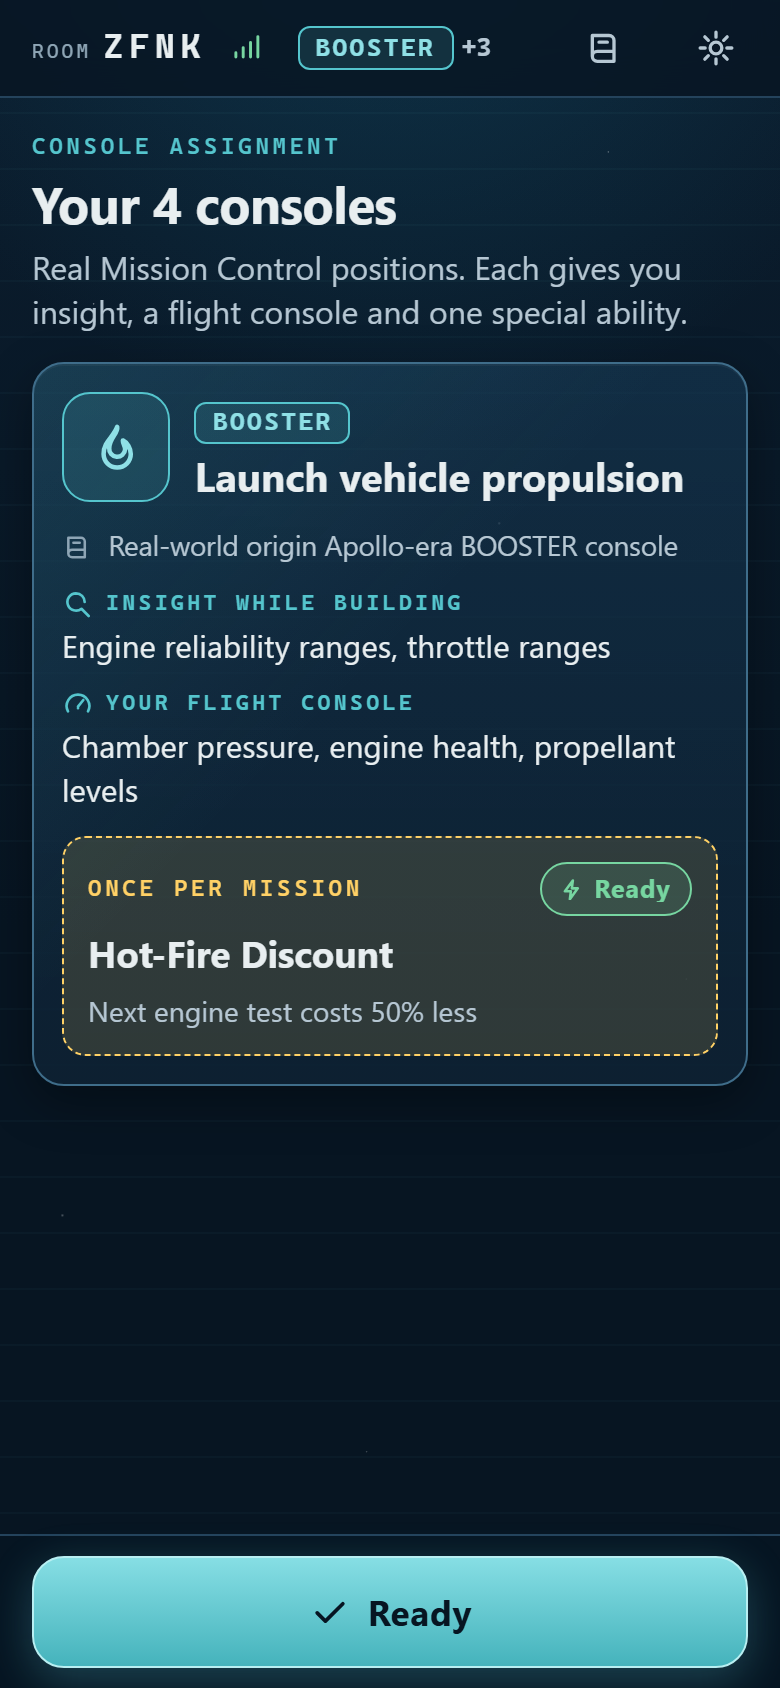 ROOM ZFNK BOOSTER +3
CONSOLE ASSIGNMENT
Your 4 consoles
Real Mission Control positions. Each gives you
insight, a flight console and one special ability.
BOOSTER
Launch vehicle propulsion
Real-world origin Apollo-era BOOSTER console
INSIGHT WHILE BUILDING
Engine reliability ranges, throttle ranges
YOUR FLIGHT CONSOLE
Chamber pressure, engine health, propellant
levels
ONCE PER MISSION
Ready
Hot-Fire Discount
Next engine test costs 50% less
Ready